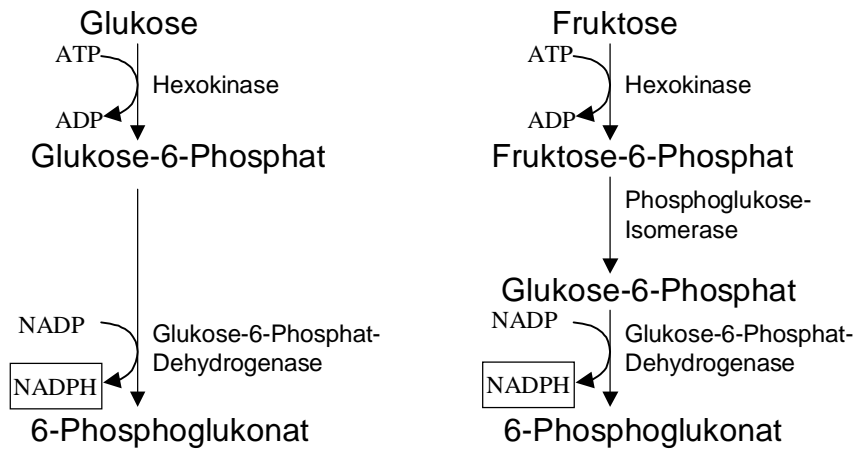 Glukose
ATP
Hexokinase
ADP
Glukose-6-Phosphat
NADP
Glukose-6-Phosphat-
Dehydrogenase
NADPH
6-Phosphoglukonat
Fruktose
ATP
Hexokinase
ADP
Fruktose-6-Phosphat
Phosphoglukose-
Isomerase
Glukose-6-Phosphat
NADP
Glukose-6-Phosphat-
Dehydrogenase
NADPH
6-Phosphoglukonat